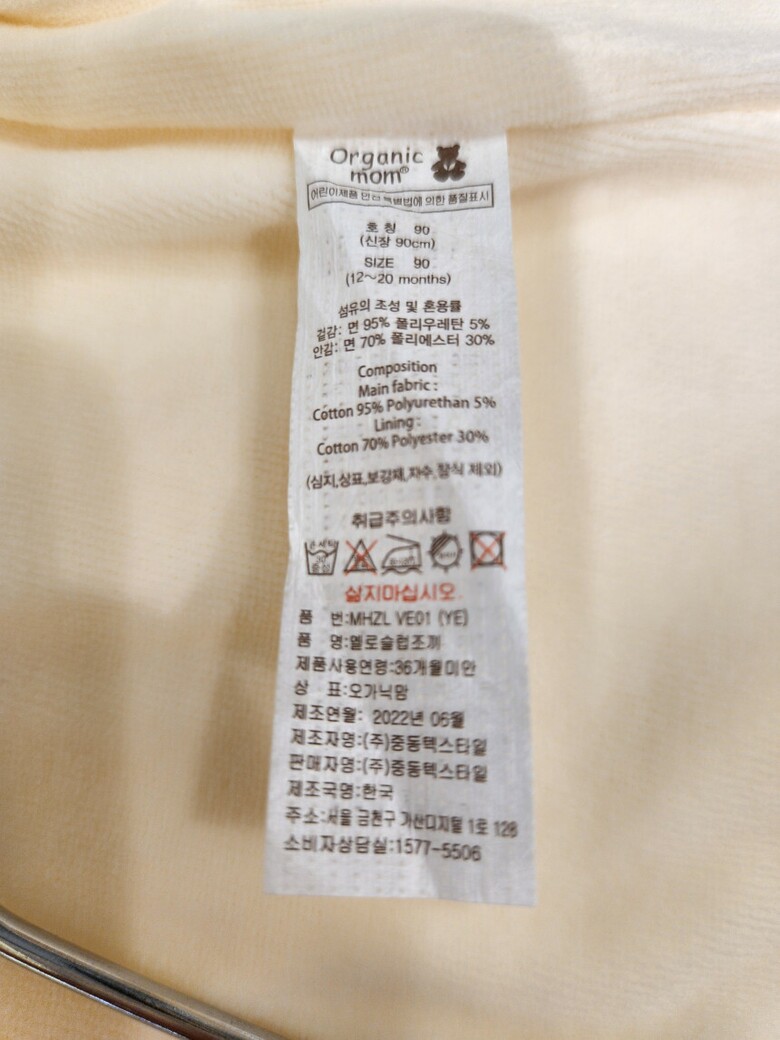 Organic
mom®
어린이제품 안전 특별법에 의한 품질표시
호 칭 90
(신장 90cm)
SIZE 90
(12~20 months)
섬유의 조성 및 혼용률
겉감: 면 95% 폴리우레탄 5%
안감: 면 70% 폴리에스터 30%
Composition
Main fabric :
Cotton 95% Polyurethan 5%
Lining :
Cotton 70% Polyester 30%
(심지,상표,보강재,자수,장식 제외)
취급주의사항
30 중성
삶지마십시오.
품 번:MHZL VE01 (YE)
품 명:옐로슬럽조끼
제품사용연령:36개월미만
상 표:오가닉맘
제조연월: 2022년 06월
제조자명:(주)중동텍스타일
판매자명:(주)중동텍스타일
제조국명:한국
주소:서울 금천구 가산디지털 1로 128
소비자상담실:1577-5506